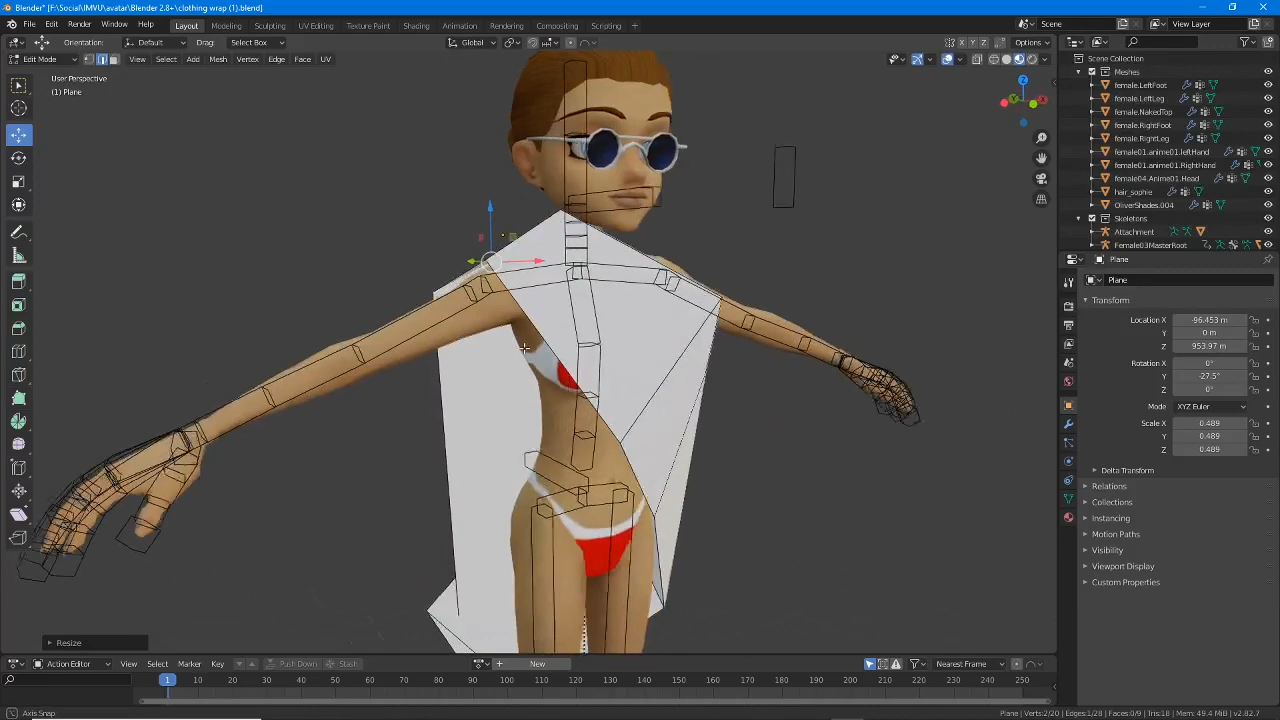 Blender* [F:\Social\IMVU\avatar\Blender 2.8+\clothing wrap (1).blend]
File Edit Render Window Help Layout Modeling Sculpting UV Editing Texture Paint Shading Animation Rendering Compositing Scripting Scene View Layer
Orientation: Default Drag: Select Box Global X Y Z Options
Edit Mode View Select Add Mesh Vertex Edge Face UV
User Perspective
(1) Plane
Scene Collection
Meshes
female.LeftFoot
female.LeftLeg
female.NakedTop
female.RightFoot
female.RightLeg
female01.anime01.leftHand
female01.anime01.RightHand
female04.Anime01.Head
hair_sophie
OliverShades.004
Skeletons
Attachment
Female03MasterRoot
Plane
Plane
Transform
Location X -96.453 m
Y 0 m
Z 953.97 m
Rotation X 0°
Y -27.5°
Z 0°
Mode XYZ Euler
Scale X 0.489
Y 0.489
Z 0.489
Delta Transform
Relations
Collections
Instancing
Motion Paths
Visibility
Viewport Display
Custom Properties
Resize
Action Editor View Select Marker Key Push Down Stash New Nearest Frame
1 10 20 30 40 50 60 70 80 90 100 110 120 130 140 150 160 170 180 190 200 210 220 230 240 250
Axis Snap
Plane | Verts:2/20 | Edges:1/28 | Faces:0/9 | Tris:18 | Mem: 49.4 MiB | v2.82.7